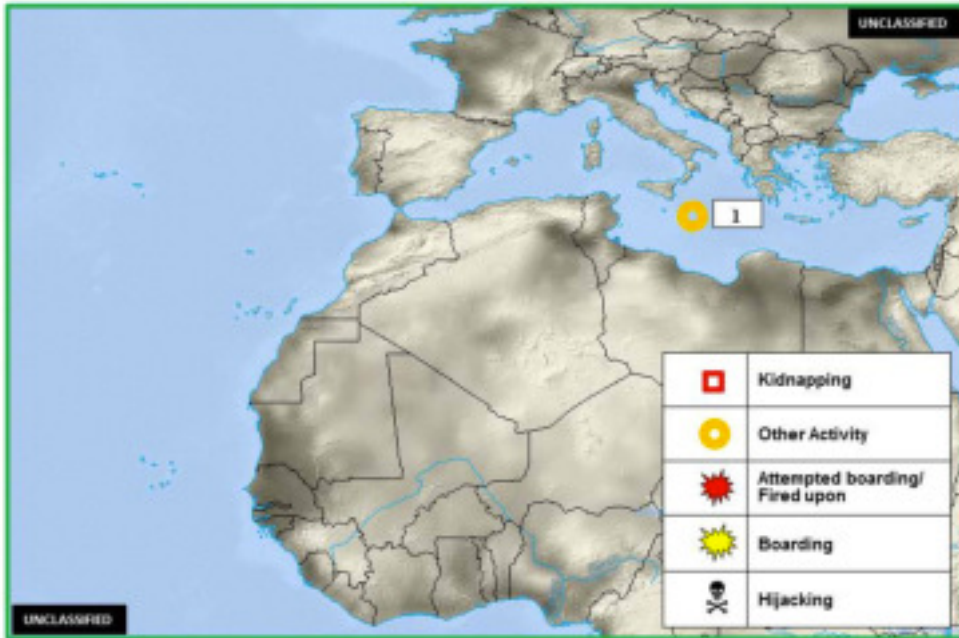 UNCLASSIFIED
1
Kidnapping
Other Activity
Attempted boarding/
Fired upon
Boarding
Hijacking
UNCLASSIFIED